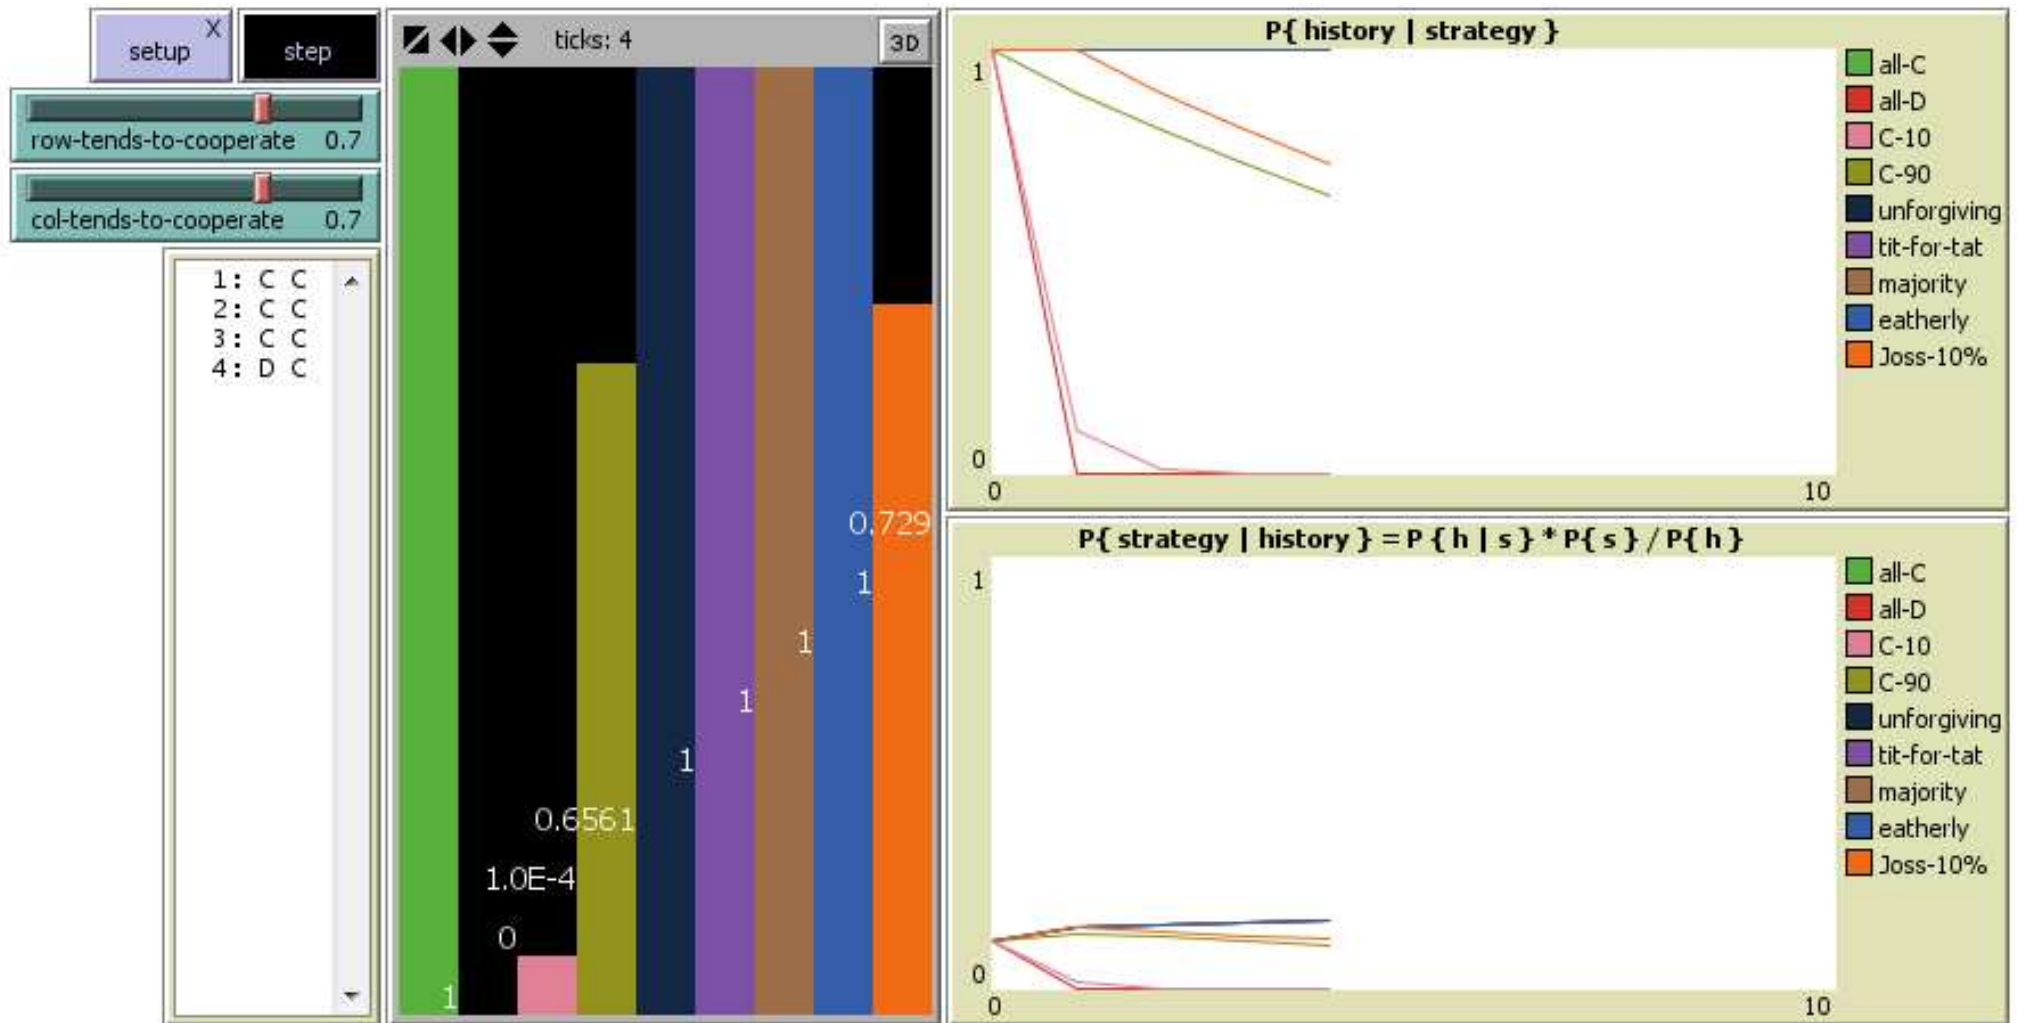 setup X
step
row-tends-to-cooperate 0.7
col-tends-to-cooperate 0.7
1: C C
2: C C
3: C C
4: D C
ticks: 4
3D
0.729
1
1
1
1
0.6561
1.0E-4
0
1
P{ history | strategy }
1
0
0
10
all-C
all-D
C-10
C-90
unforgiving
tit-for-tat
majority
eatherly
Joss-10%
P{ strategy | history } = P { h | s } * P{ s } / P{ h }
1
0
0
10
all-C
all-D
C-10
C-90
unforgiving
tit-for-tat
majority
eatherly
Joss-10%